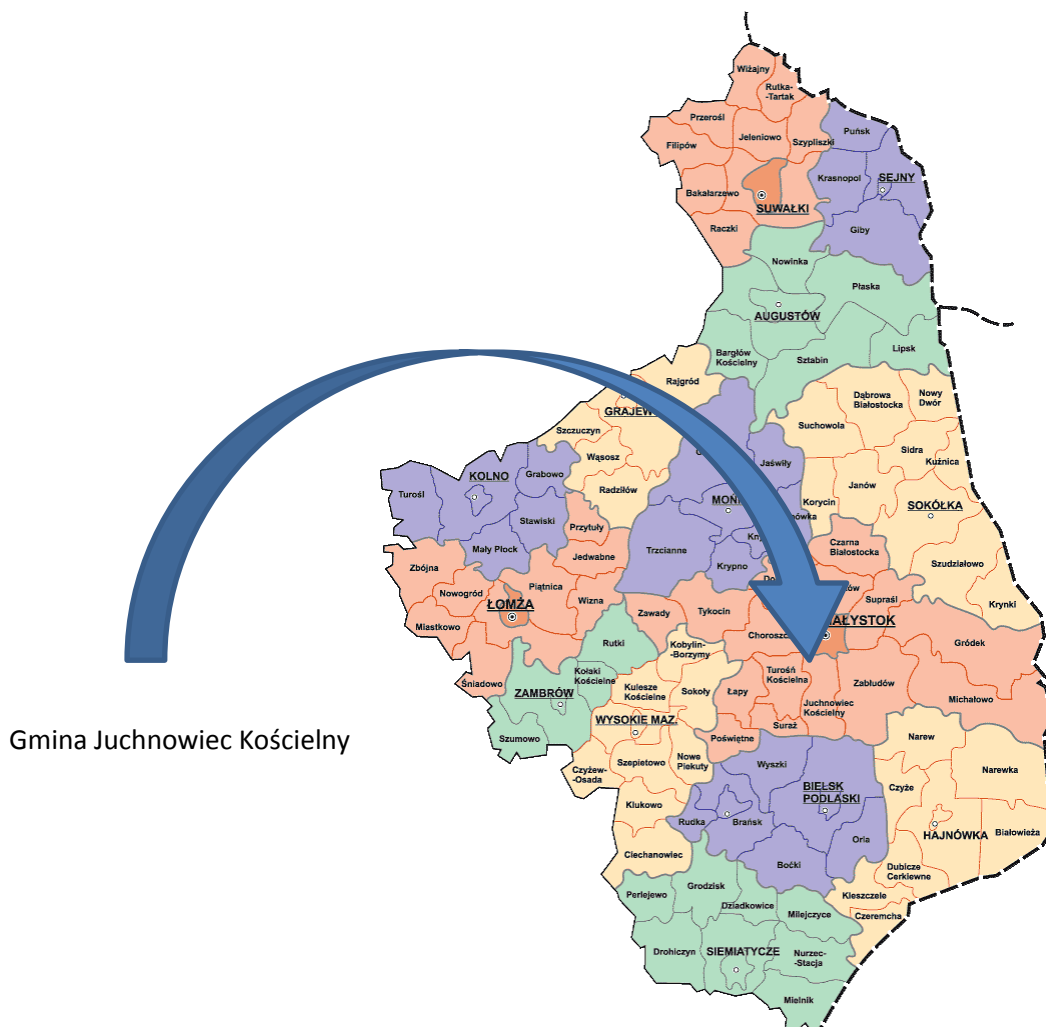 Wiżajny
Rutka-
-Tartak
Przerośl
Jeleniowo
Szypliszki
Filipów
Puńsk
Krasnopol
SEJNY
Bakałarzewo
SUWAŁKI
Raczki
Giby
Nowinka
Płaska
AUGUSTÓW
Lipsk
Bargłów
Kościelny
Sztabin
Rajgród
GRAJEW
Dąbrowa
Białostocka
Nowy
Dwór
Szczuczyn
Suchowola
Wąsosz
Sidra
Kuźnica
Jaświły
KOLNO
Grabowo
Turośl
Radziłów
Janów
MONI
Korycin
SOKÓŁKA
Stawiski
Przytuły
Mały Płock
Jedwabne
Trzcianne
Kny
Krypno
Czarna
Białostocka
Szudziałowo
Zbójna
Piątnica
Nowogród
ŁOMŻA
Wizna
Zawady
Tykocin
Supraśl
Krynki
Miastkowo
Choroszcz
AŁYSTOK
Gródek
Rutki
Kobylin-
-Borzymy
Śniadowo
Kołaki
Kościelne
Turośń
Kościelna
Zabłudów
ZAMBRÓW
Kulesze
Kościelne
Sokoły
Łapy
Juchnowiec
Kościelny
Michałowo
WYSOKIE MAZ.
Suraż
Szumowo
Poświętne
Narew
Gmina Juchnowiec Kościelny
Czyżew-
-Osada
Szepietowo
Nowe
Piekuty
Wyszki
Narewka
Klukowo
BIELSK
PODLASKI
Czyże
Rudka
Brańsk
Orla
HAJNÓWKA
Białowieża
Ciechanowiec
Boćki
Dubicze
Cerkiewne
Perlejewo
Grodzisk
Dziadkowice
Milejczyce
Kleszczele
Czeremcha
Drohiczyn
SIEMIATYCZE
Nurzec-
-Stacja
Mielnik